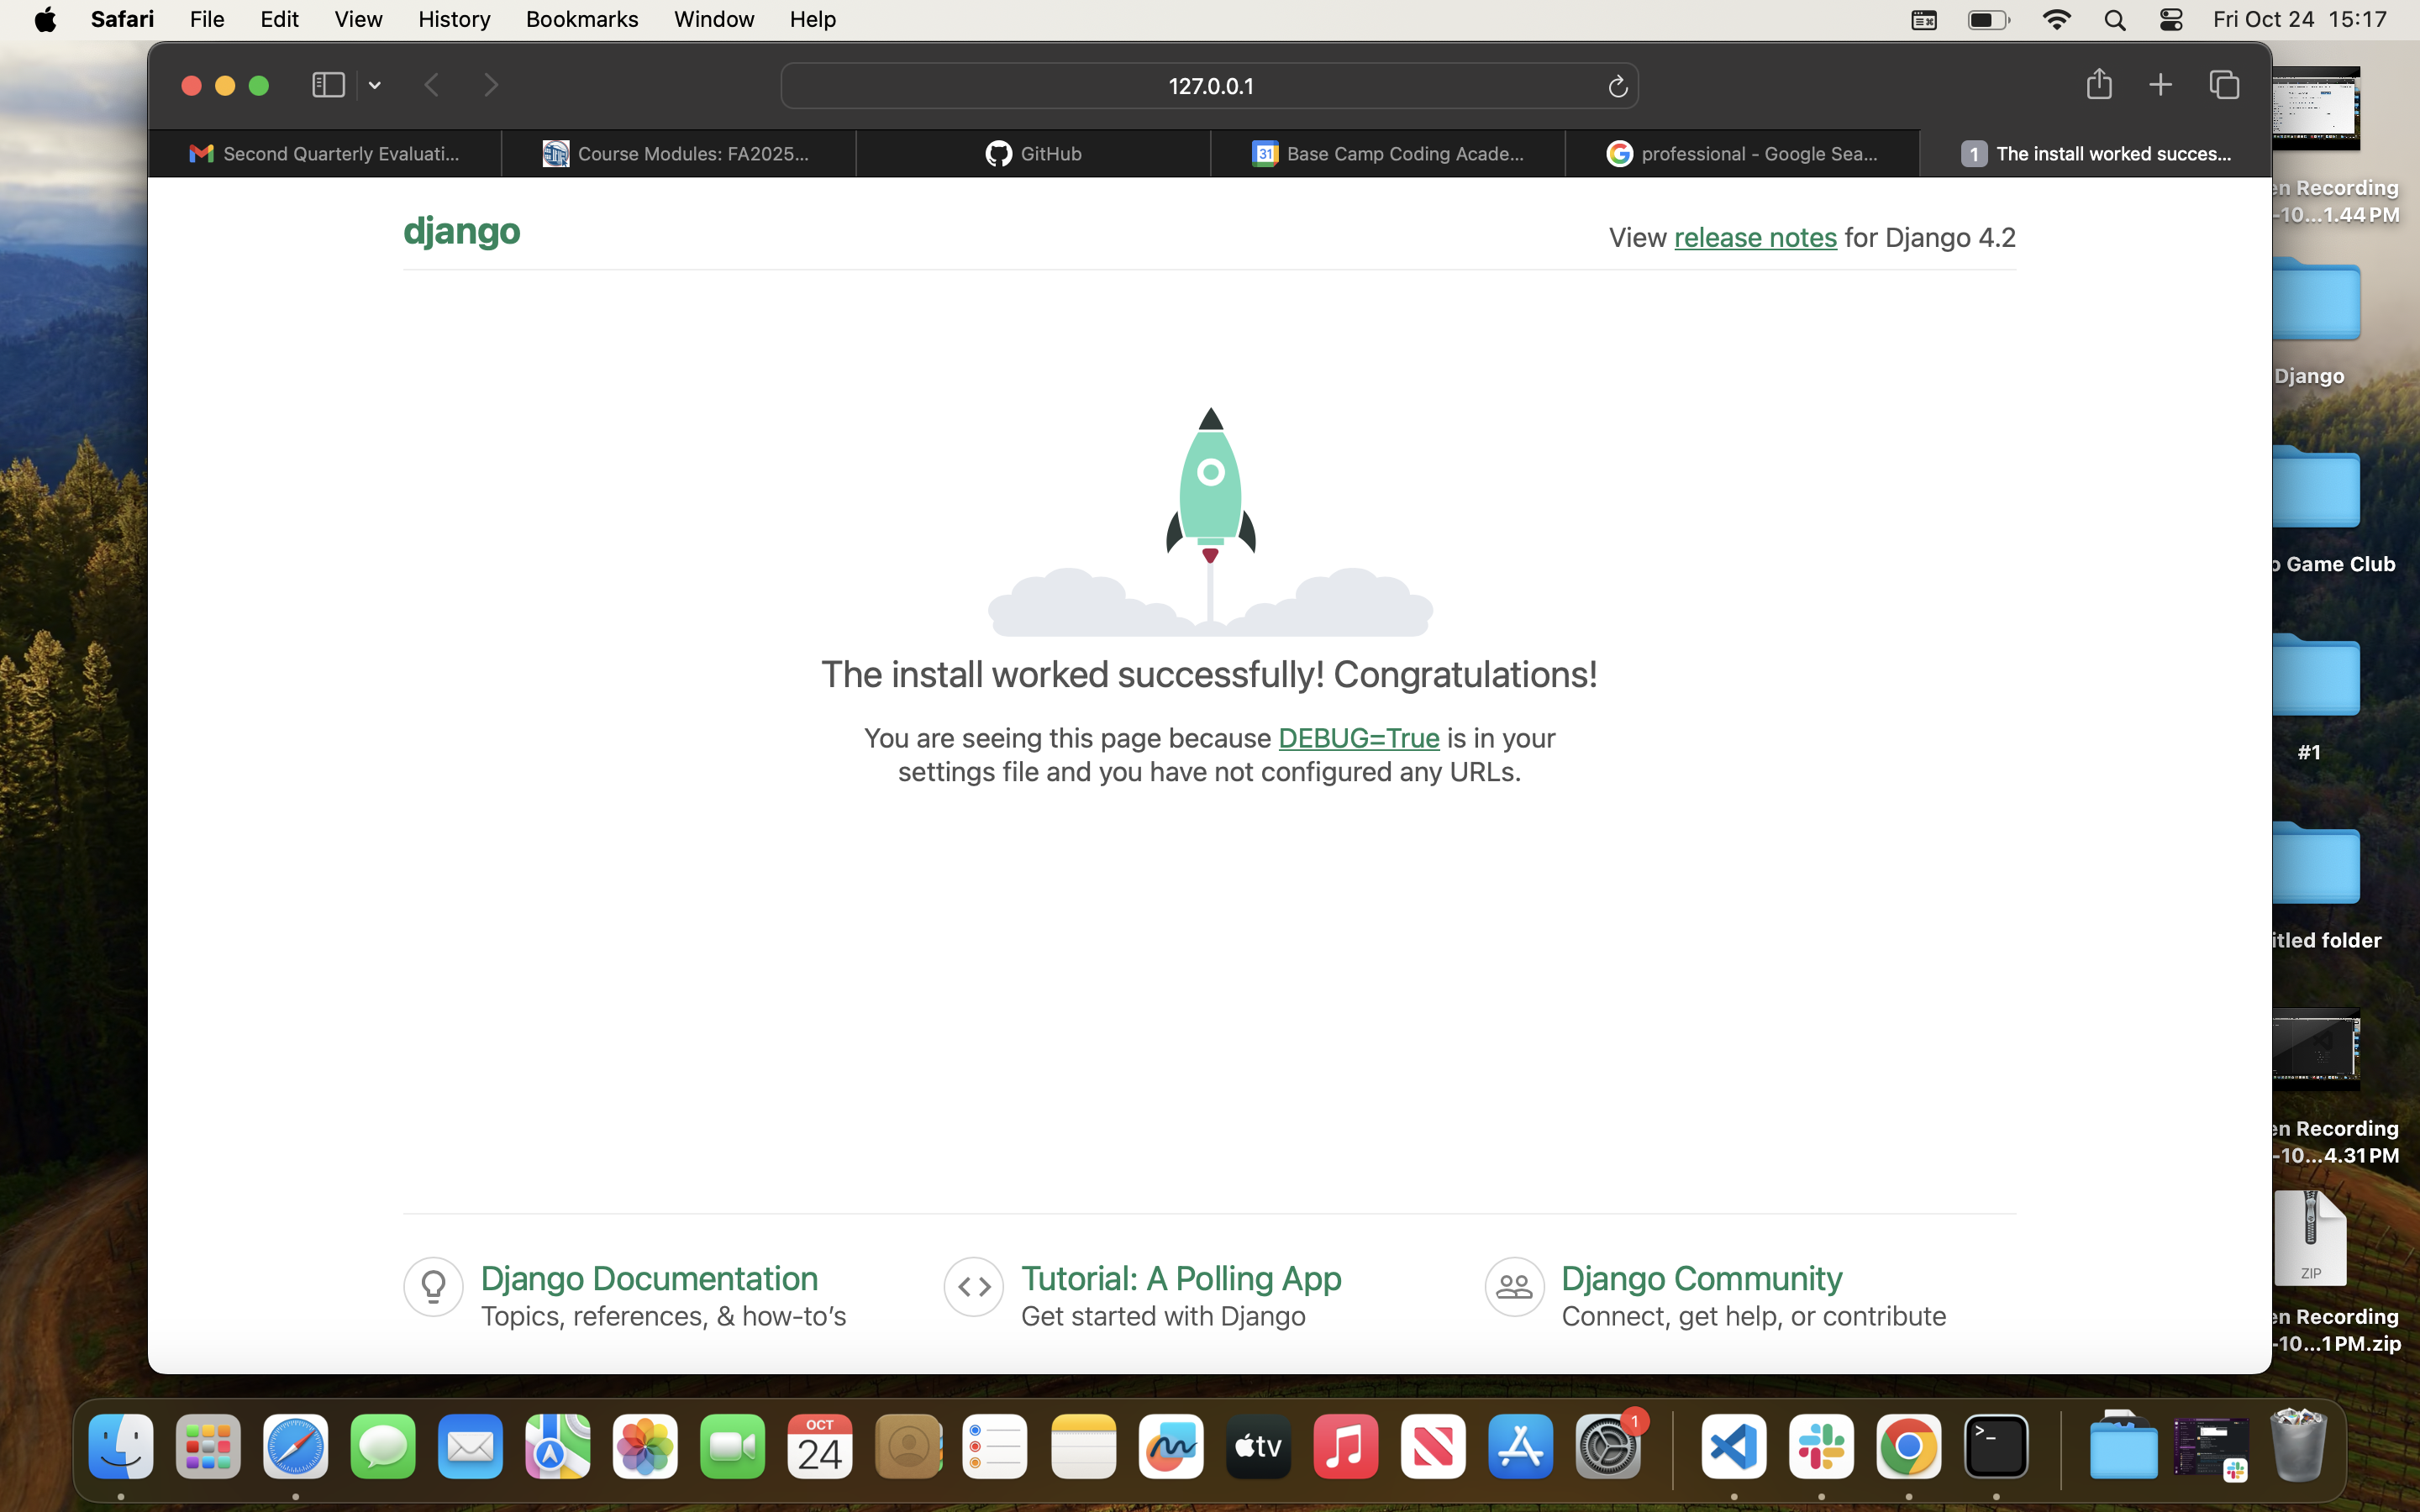 Safari File Edit View History Bookmarks Window Help Fri Oct 24 15:17
127.0.0.1
Second Quarterly Evaluati... Course Modules: FA2025... GitHub 31 Base Camp Coding Acade... professional - Google Sea... 1 The install worked succes...
django
View release notes for Django 4.2
The install worked successfully! Congratulations!
You are seeing this page because DEBUG=True is in your
settings file and you have not configured any URLs.
Django Documentation
Topics, references, & how-to's
Tutorial: A Polling App
Get started with Django
Django Community
Connect, get help, or contribute
en Recording
-10...1.44 PM
Django
o Game Club
#1
itled folder
en Recording
-10...4.31 PM
ZIP
en Recording
-10...1 PM.zip
OCT
24
tv
1
>_